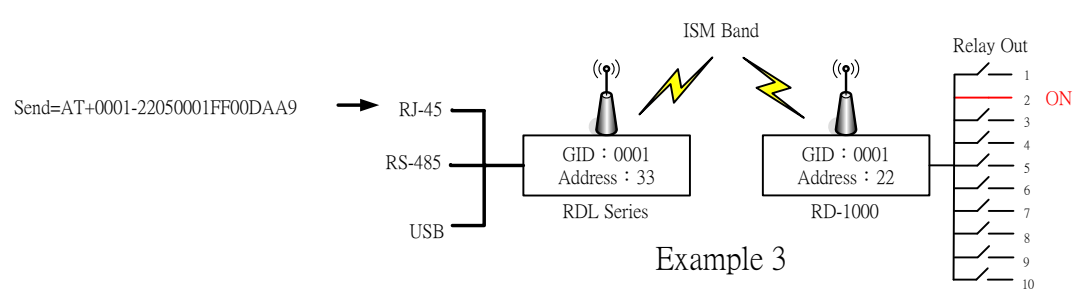 ISM Band
Relay Out
Send=AT+0001-22050001FF00DAA9
RJ-45
RS-485
USB
GID：0001
Address：33
RDL Series
GID：0001
Address：22
RD-1000
1
2 ON
3
4
5
6
7
8
9
10
Example 3